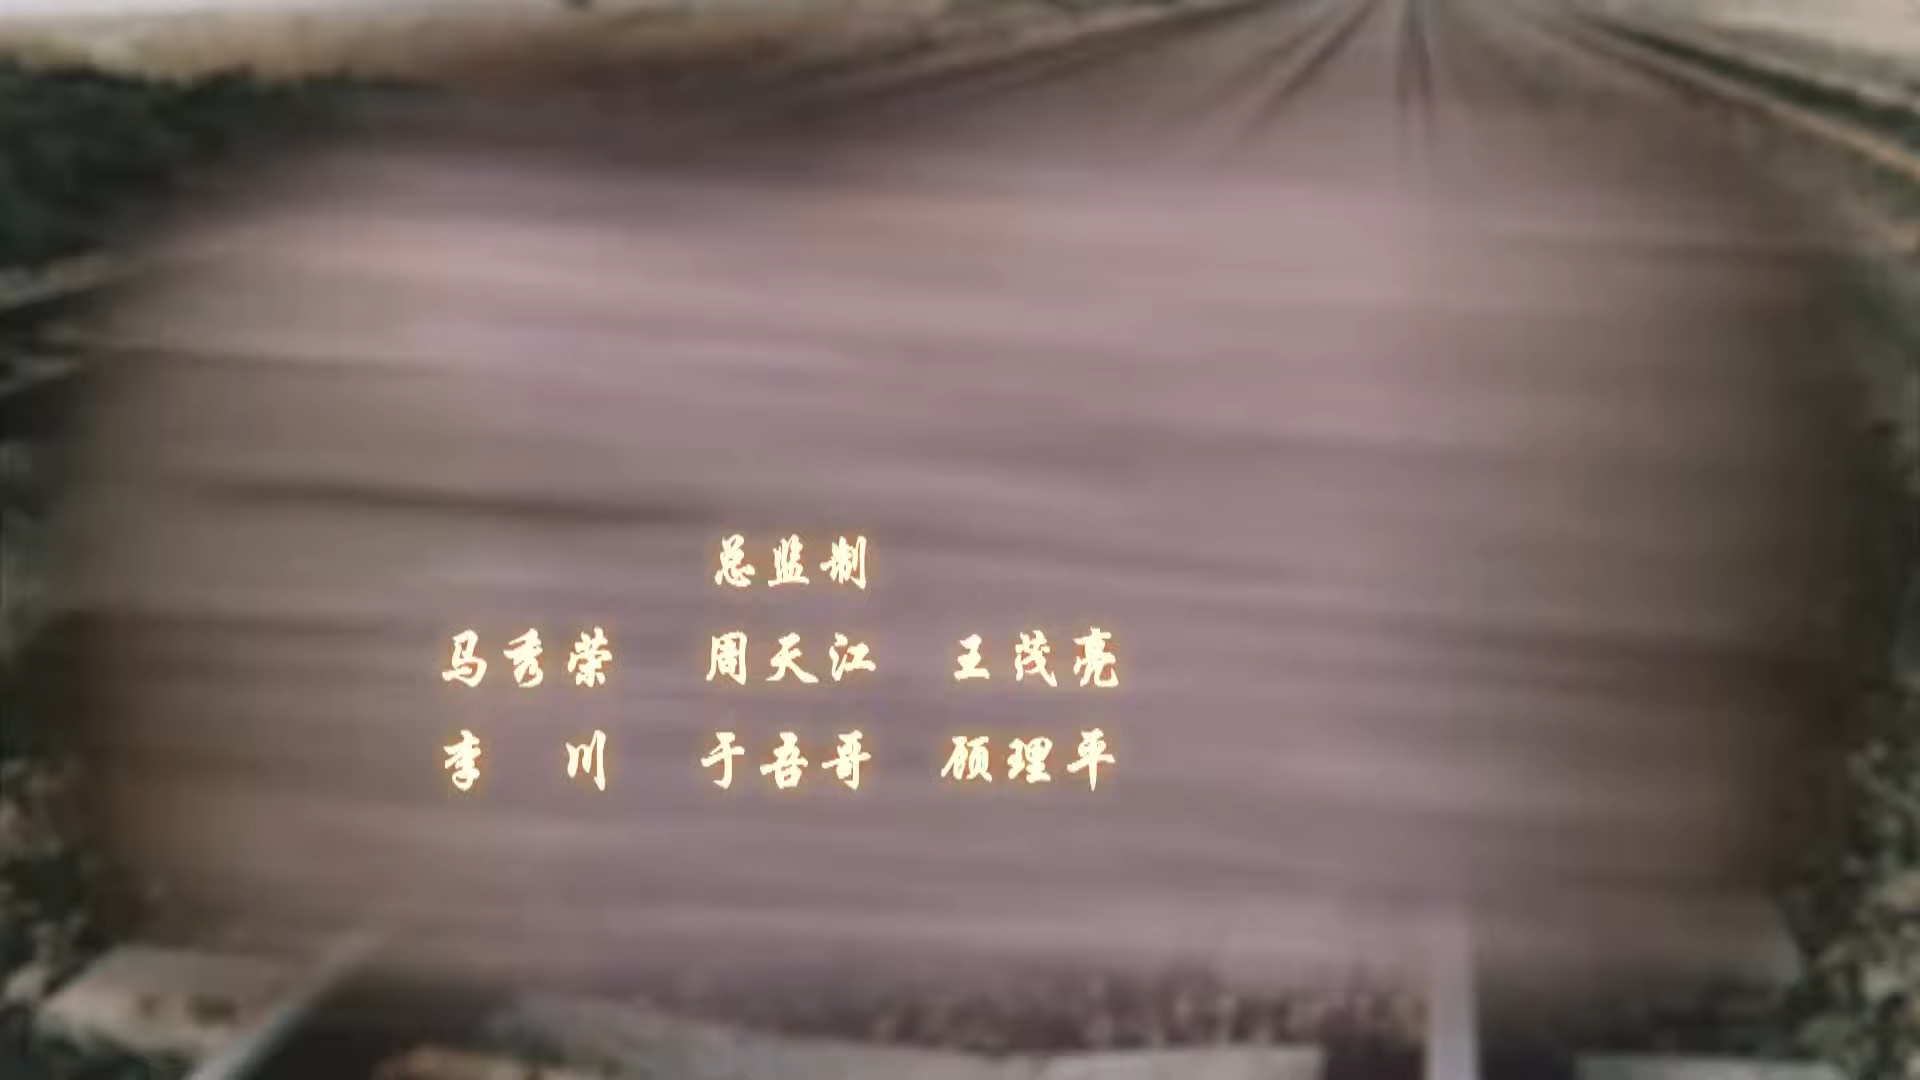 总监制
马秀荣 周天江 王茂亮
李 川 于吾哥 顾理平